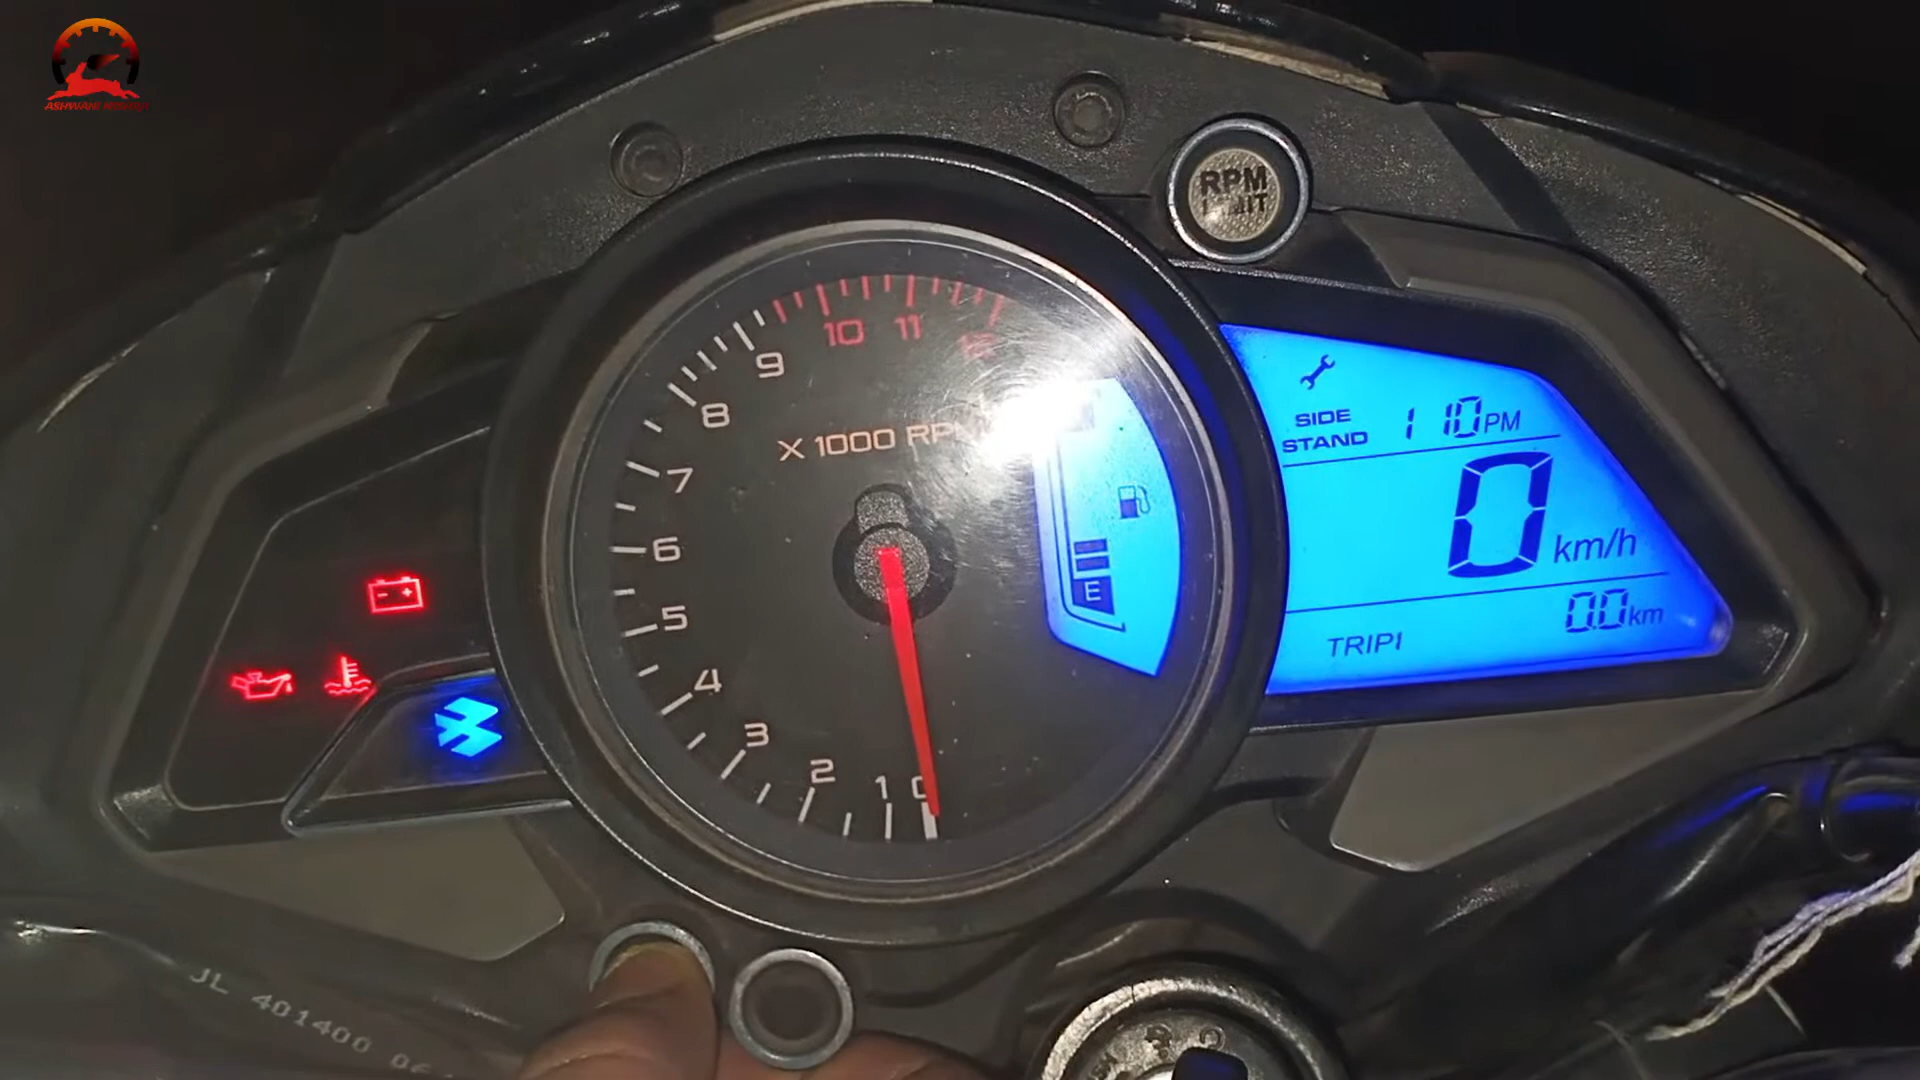 RPM
LIMIT
10 11 12
9
8
X 1000 RPM
7
6
5
4
3
2
1 0
E
SIDE
STAND
1 10 PM
0 km/h
TRIP1
0.0 km
- +
JL 401400 06